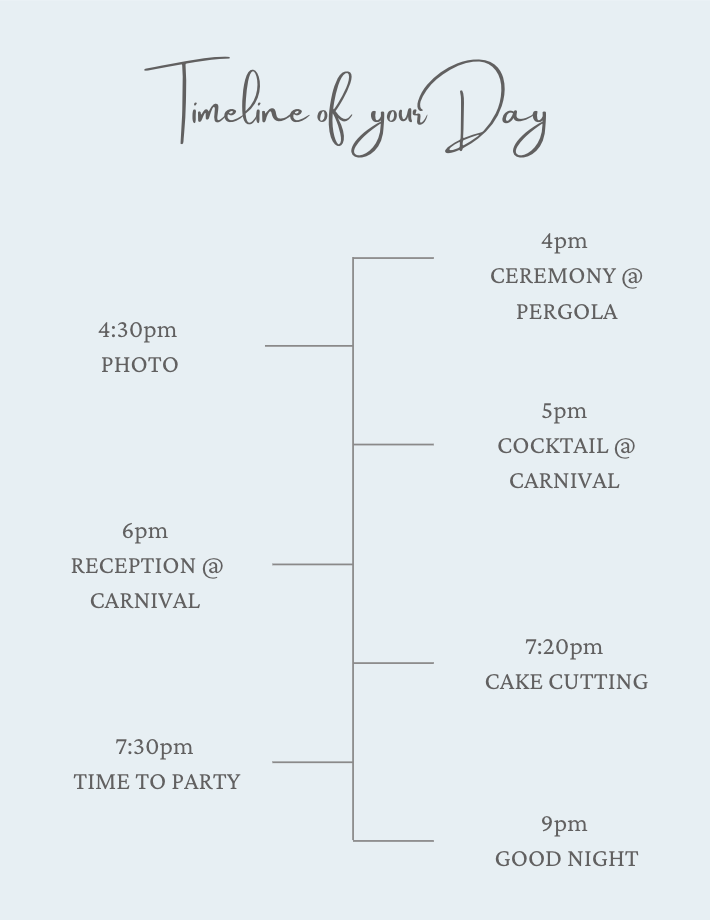 Timeline of your Day
4pm
CEREMONY @
PERGOLA
4:30pm
PHOTO
5pm
COCKTAIL @
CARNIVAL
6pm
RECEPTION @
CARNIVAL
7:20pm
CAKE CUTTING
7:30pm
TIME TO PARTY
9pm
GOOD NIGHT